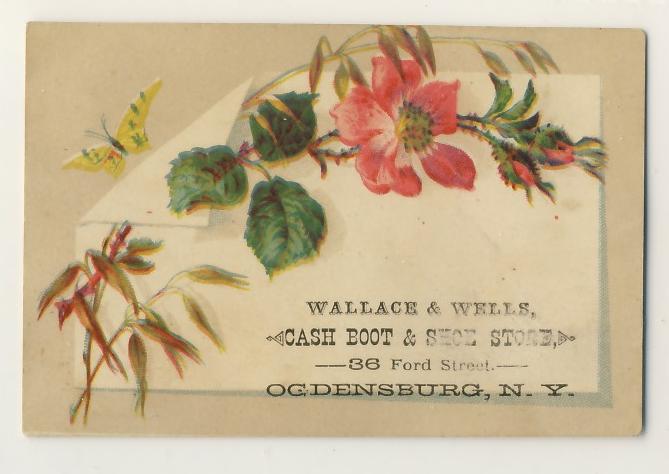 WALLACE & WELLS,
CASH BOOT & SHOE STORE,
36 Ford Street.
OGDENSBURG, N. Y.